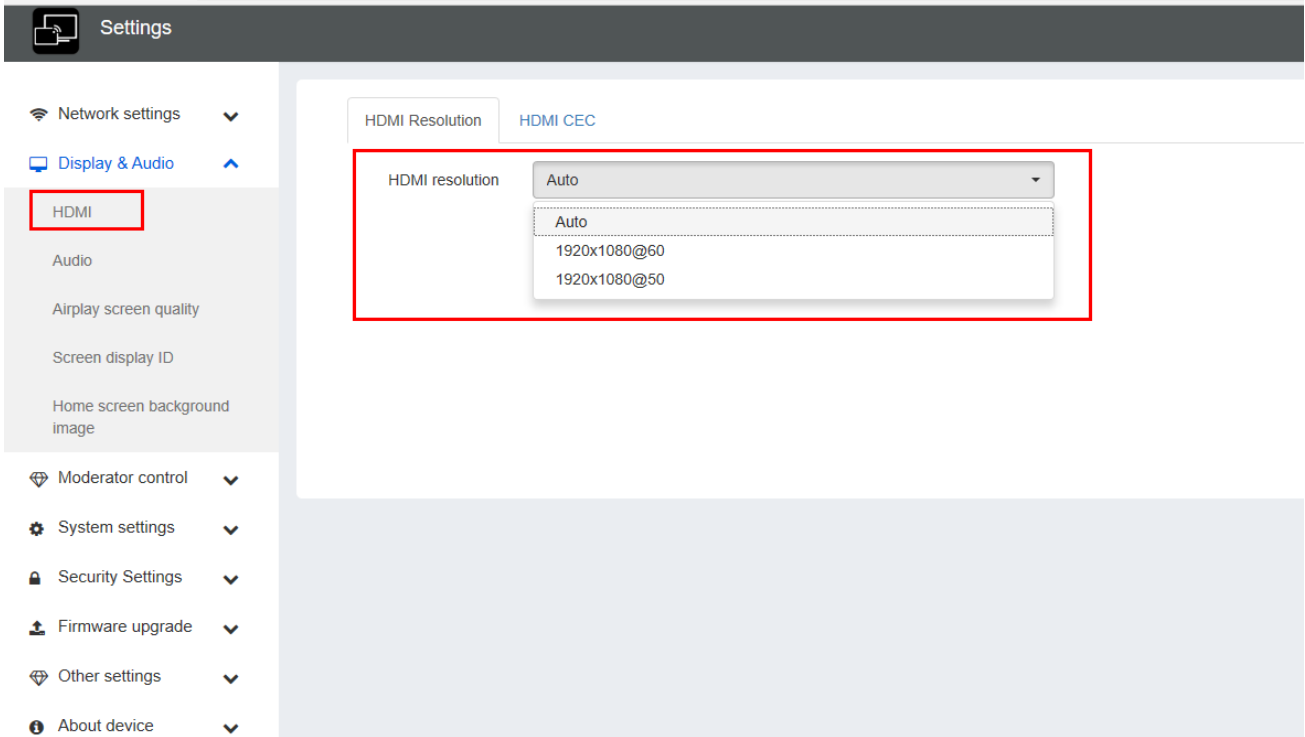 Settings
Network settings
Display & Audio
HDMI
Audio
Airplay screen quality
Screen display ID
Home screen background
image
Moderator control
System settings
Security Settings
Firmware upgrade
Other settings
About device
HDMI Resolution HDMI CEC
HDMI resolution Auto
Auto
1920x1080@60
1920x1080@50